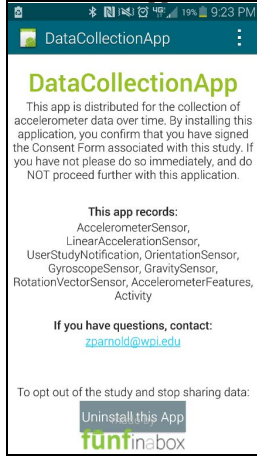 19% 9:23 PM
DataCollectionApp
DataCollectionApp
This app is distributed for the collection of
accelerometer data over time. By installing this
application, you confirm that you have signed
the Consent Form associated with this study. If
you have not please do so immediately, and do
NOT proceed further with this application.
This app records:
AccelerometerSensor,
LinearAccelerationSensor,
UserStudyNotification, OrientationSensor,
GyroscopeSensor, GravitySensor,
RotationVectorSensor, AccelerometerFeatures,
Activity
If you have questions, contact:
zparnold@wpi.edu
To opt out of the study and stop sharing data:
Uninstall this App
funf in a box